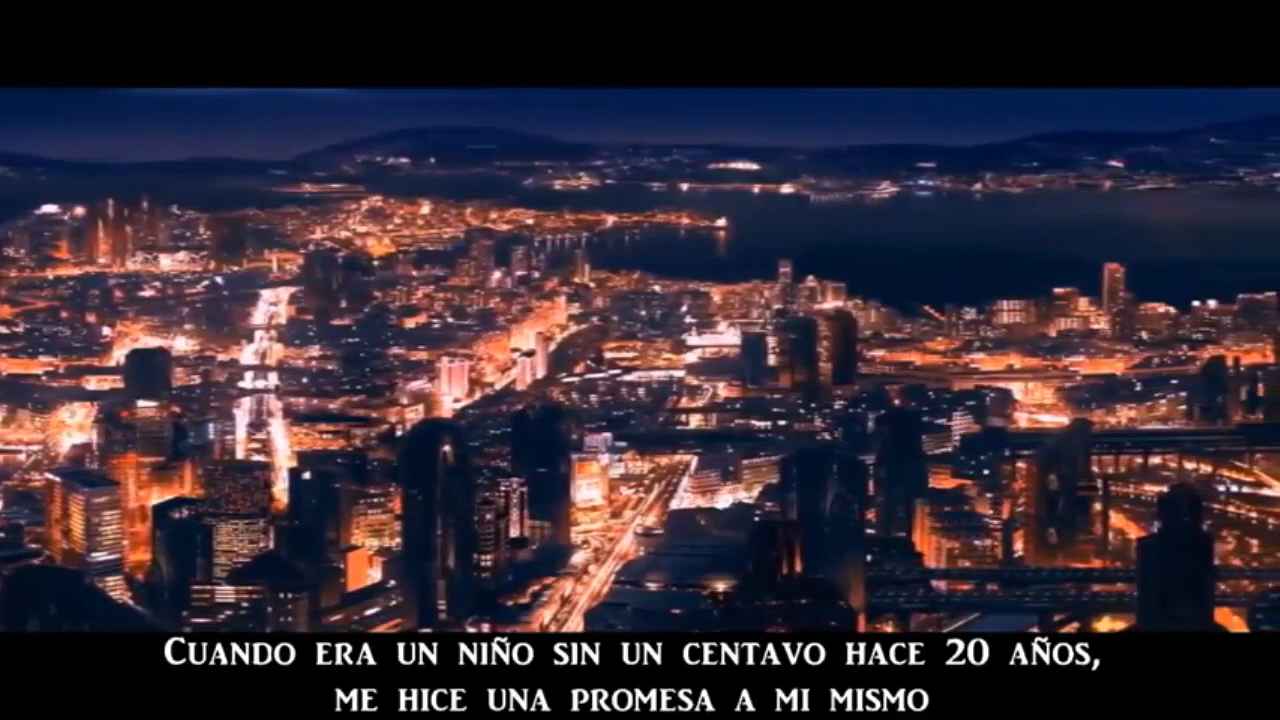 Cuando era un niño sin un centavo hace 20 años,
me hice una promesa a mi mismo